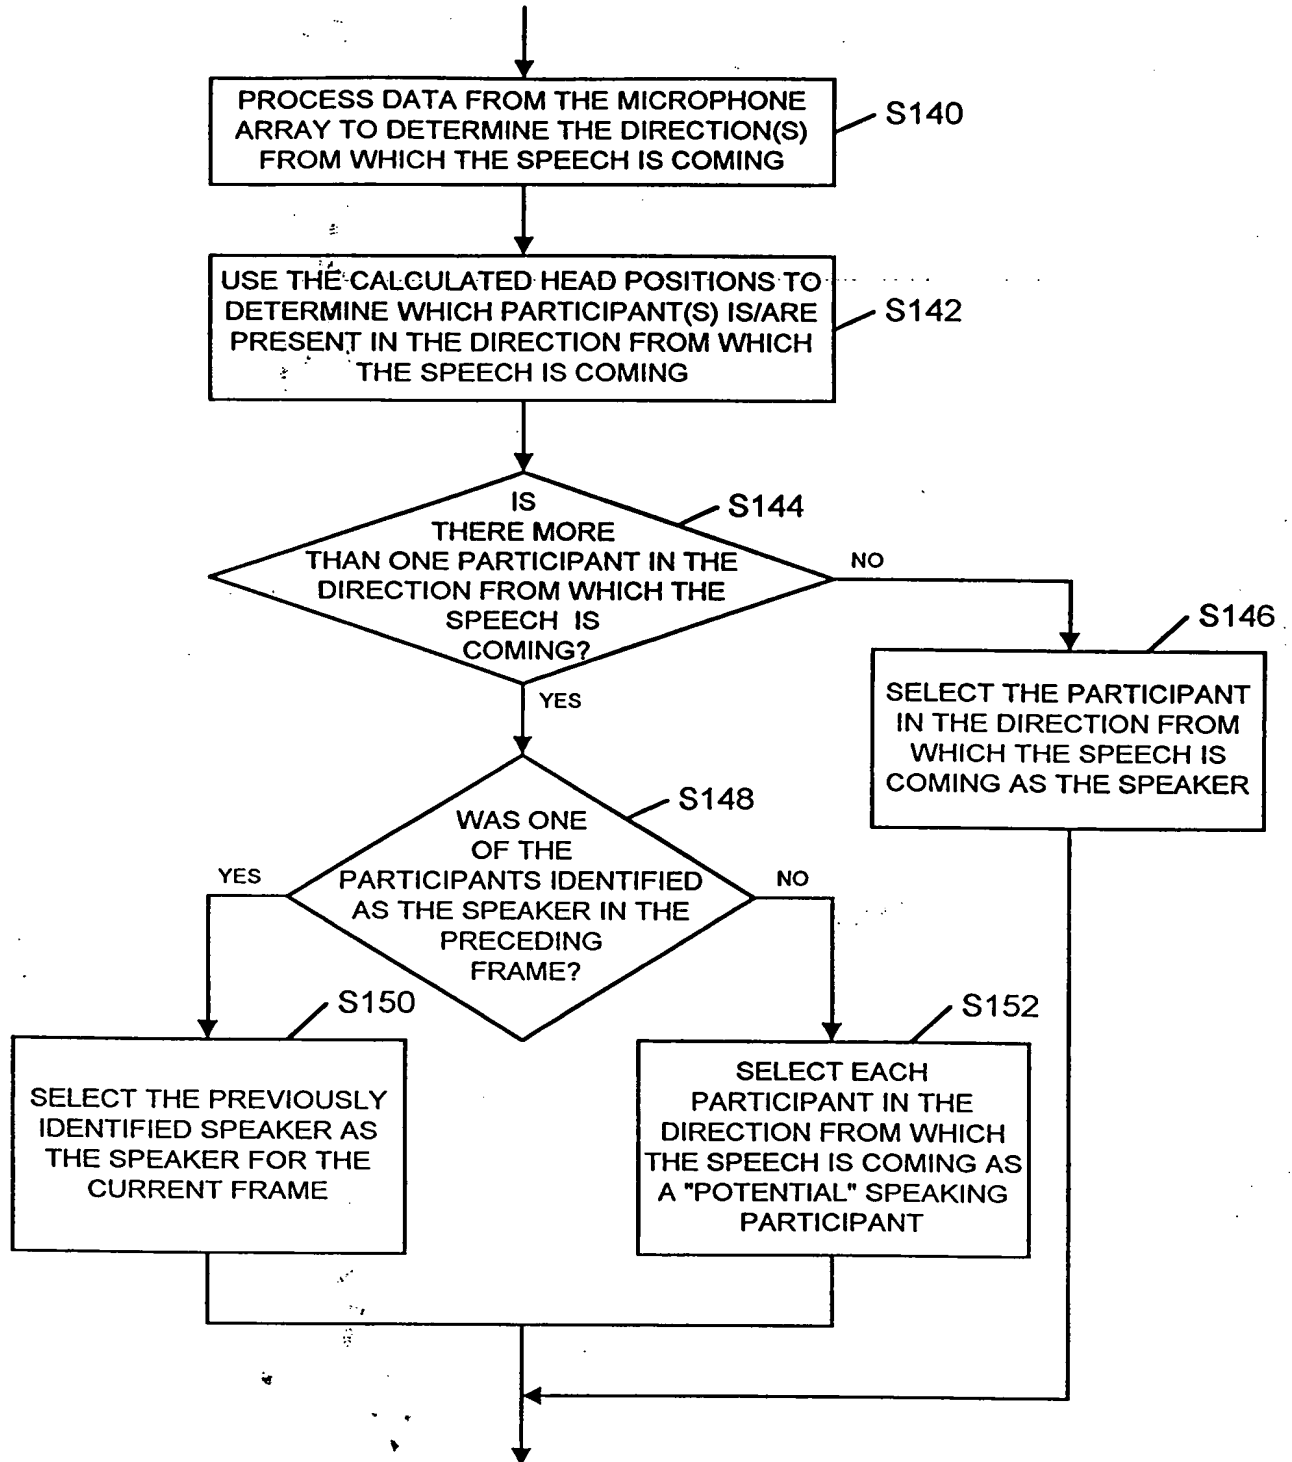 PROCESS DATA FROM THE MICROPHONE
ARRAY TO DETERMINE THE DIRECTION(S)
FROM WHICH THE SPEECH IS COMING
S140
USE THE CALCULATED HEAD POSITIONS TO
DETERMINE WHICH PARTICIPANT(S) IS/ARE
PRESENT IN THE DIRECTION FROM WHICH
THE SPEECH IS COMING
S142
IS
THERE MORE
THAN ONE PARTICIPANT IN THE
DIRECTION FROM WHICH THE
SPEECH IS
COMING?
S144
NO
YES
S146
SELECT THE PARTICIPANT
IN THE DIRECTION FROM
WHICH THE SPEECH IS
COMING AS THE SPEAKER
WAS ONE
OF THE
PARTICIPANTS IDENTIFIED
AS THE SPEAKER IN THE
PRECEDING
FRAME?
S148
YES
NO
S150
SELECT THE PREVIOUSLY
IDENTIFIED SPEAKER AS
THE SPEAKER FOR THE
CURRENT FRAME
S152
SELECT EACH
PARTICIPANT IN THE
DIRECTION FROM WHICH
THE SPEECH IS COMING AS
A "POTENTIAL" SPEAKING
PARTICIPANT